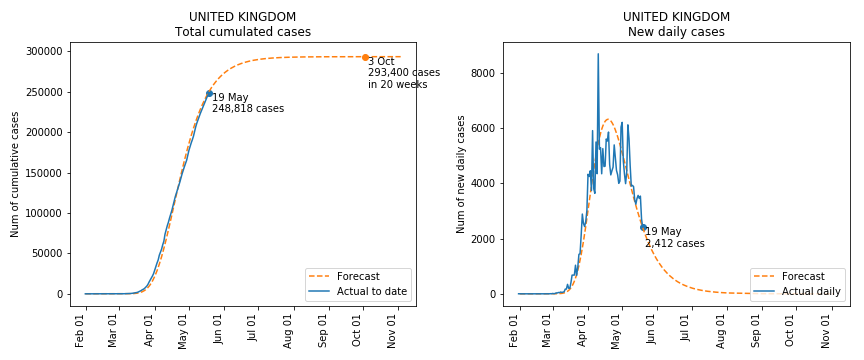 UNITED KINGDOM
Total cumulated cases
Num of cumulative cases
300000
250000
200000
150000
100000
50000
0
3 Oct
293,400 cases
in 20 weeks
19 May
248,818 cases
Forecast
Actual to date
Feb 01
Mar 01
Apr 01
May 01
Jun 01
Jul 01
Aug 01
Sep 01
Oct 01
Nov 01
UNITED KINGDOM
New daily cases
Num of new daily cases
8000
6000
4000
2000
0
19 May
2,412 cases
Forecast
Actual daily
Feb 01
Mar 01
Apr 01
May 01
Jun 01
Jul 01
Aug 01
Sep 01
Oct 01
Nov 01